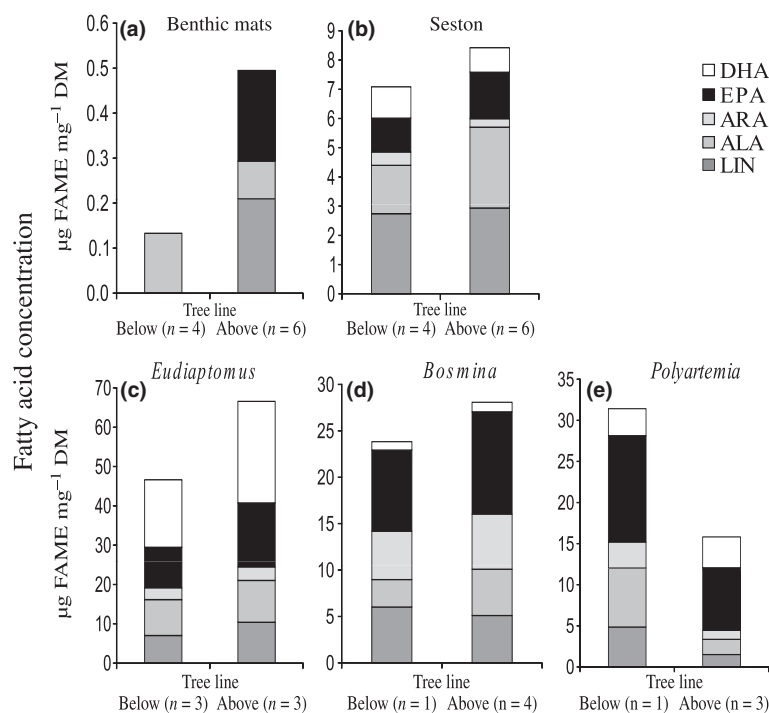 (a) Benthic mats
0.6
0.5
0.4
0.3
0.2
0.1
0.0
µg FAME mg–1 DM
Tree line
Below (n = 4) Above (n = 6)
(b) Seston
9
8
7
6
5
4
3
2
1
0
Tree line
Below (n = 4) Above (n = 6)
DHA
EPA
ARA
ALA
LIN
Fatty acid concentration
(c) Eudiaptomus
70
60
50
40
30
20
10
0
µg FAME mg–1 DM
Tree line
Below (n = 3) Above (n = 3)
(d) Bosmina
30
25
20
15
10
5
0
Tree line
Below (n = 1) Above (n = 4)
(e) Polyartemia
35
30
25
20
15
10
5
0
Tree line
Below (n = 1) Above (n = 3)